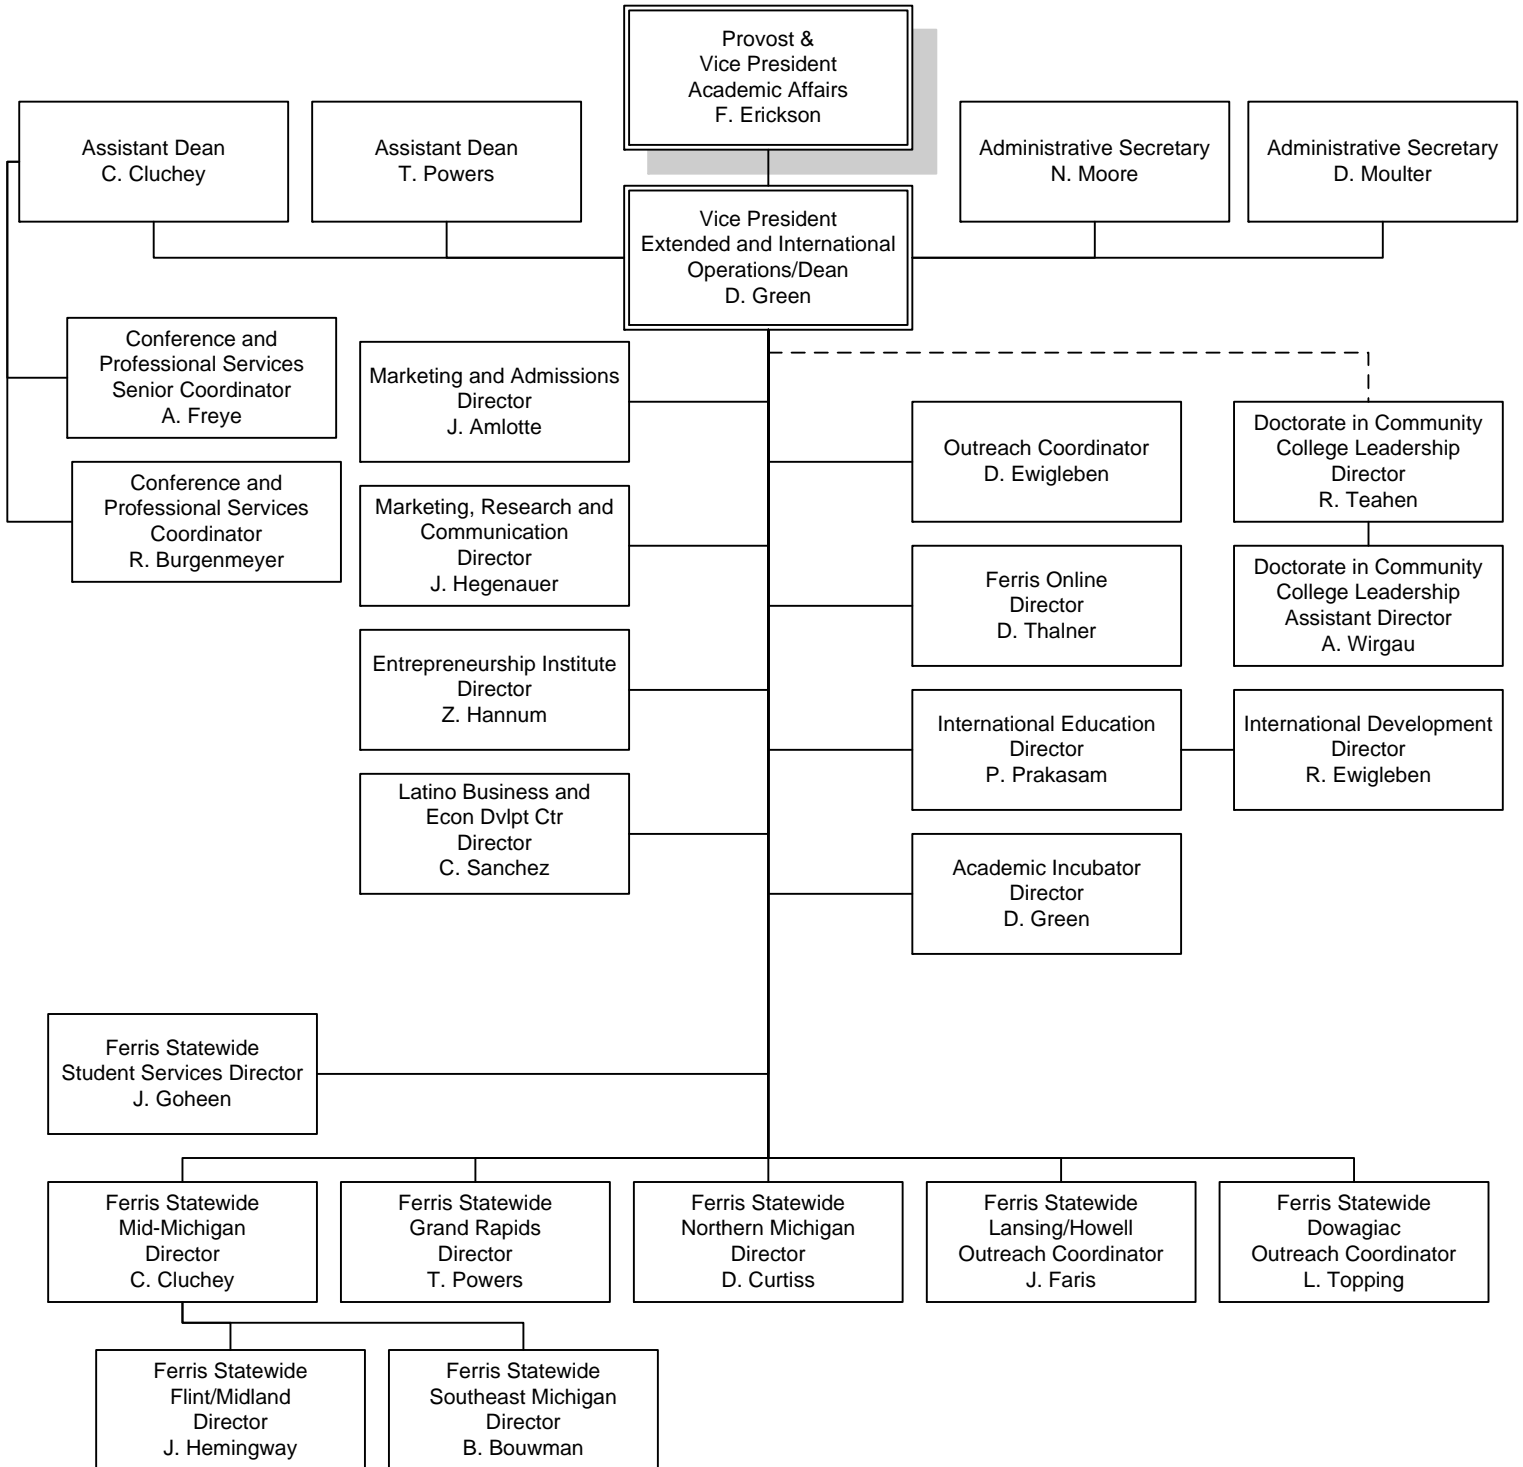 Provost &
Vice President
Academic Affairs
F. Erickson
Assistant Dean
C. Cluchey
Assistant Dean
T. Powers
Administrative Secretary
N. Moore
Administrative Secretary
D. Moulter
Vice President
Extended and International
Operations/Dean
D. Green
Conference and
Professional Services
Senior Coordinator
A. Freye
Marketing and Admissions
Director
J. Amlotte
Outreach Coordinator
D. Ewigleben
Doctorate in Community
College Leadership
Director
R. Teahen
Conference and
Professional Services
Coordinator
R. Burgenmeyer
Marketing, Research and
Communication
Director
J. Hegenauer
Ferris Online
Director
D. Thalner
Doctorate in Community
College Leadership
Assistant Director
A. Wirgau
Entrepreneurship Institute
Director
Z. Hannum
International Education
Director
P. Prakasam
International Development
Director
R. Ewigleben
Latino Business and
Econ Dvlpt Ctr
Director
C. Sanchez
Academic Incubator
Director
D. Green
Ferris Statewide
Student Services Director
J. Goheen
Ferris Statewide
Mid-Michigan
Director
C. Cluchey
Ferris Statewide
Grand Rapids
Director
T. Powers
Ferris Statewide
Northern Michigan
Director
D. Curtiss
Ferris Statewide
Lansing/Howell
Outreach Coordinator
J. Faris
Ferris Statewide
Dowagiac
Outreach Coordinator
L. Topping
Ferris Statewide
Flint/Midland
Director
J. Hemingway
Ferris Statewide
Southeast Michigan
Director
B. Bouwman